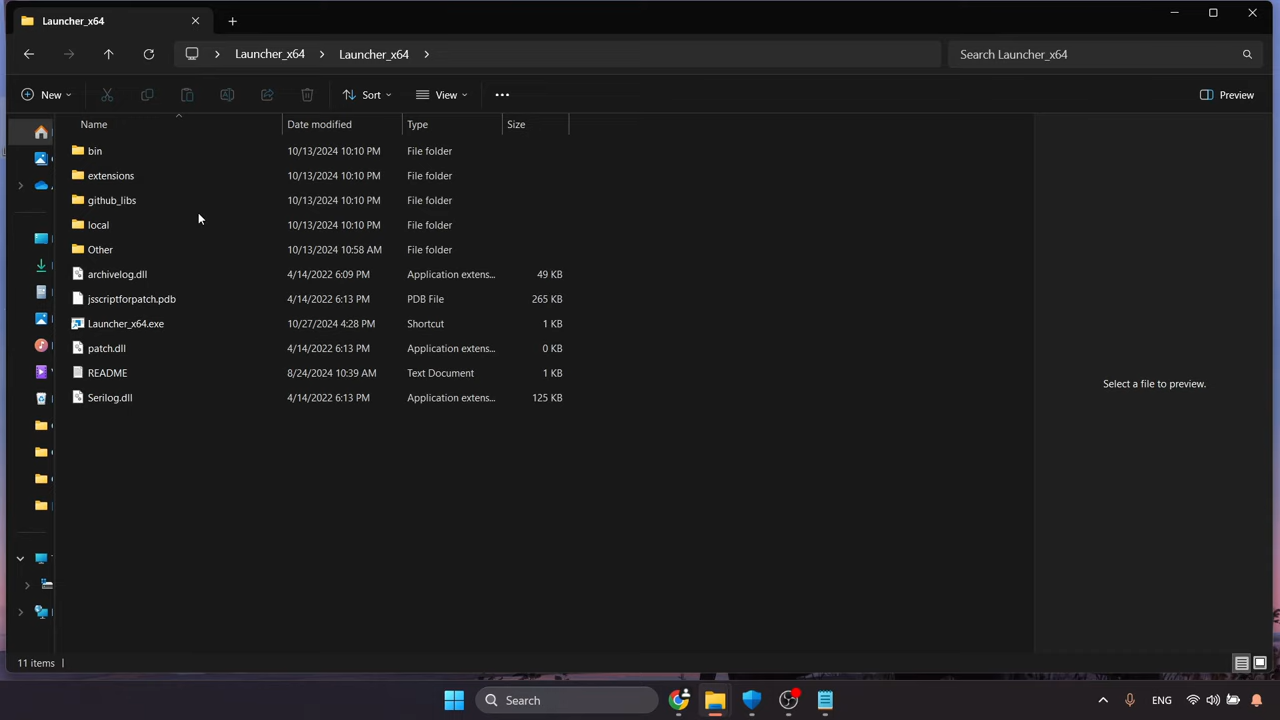 Launcher_x64
Launcher_x64 Launcher_x64 Search Launcher_x64
New Sort View Preview
Name Date modified Type Size
bin 10/13/2024 10:10 PM File folder
extensions 10/13/2024 10:10 PM File folder
github_libs 10/13/2024 10:10 PM File folder
local 10/13/2024 10:10 PM File folder
Other 10/13/2024 10:58 AM File folder
archivelog.dll 4/14/2022 6:09 PM Application extens... 49 KB
jsscriptforpatch.pdb 4/14/2022 6:13 PM PDB File 265 KB
Launcher_x64.exe 10/27/2024 4:28 PM Shortcut 1 KB
patch.dll 4/14/2022 6:13 PM Application extens... 0 KB
README 8/24/2024 10:39 AM Text Document 1 KB
Serilog.dll 4/14/2022 6:13 PM Application extens... 125 KB
Select a file to preview.
11 items
Search ENG